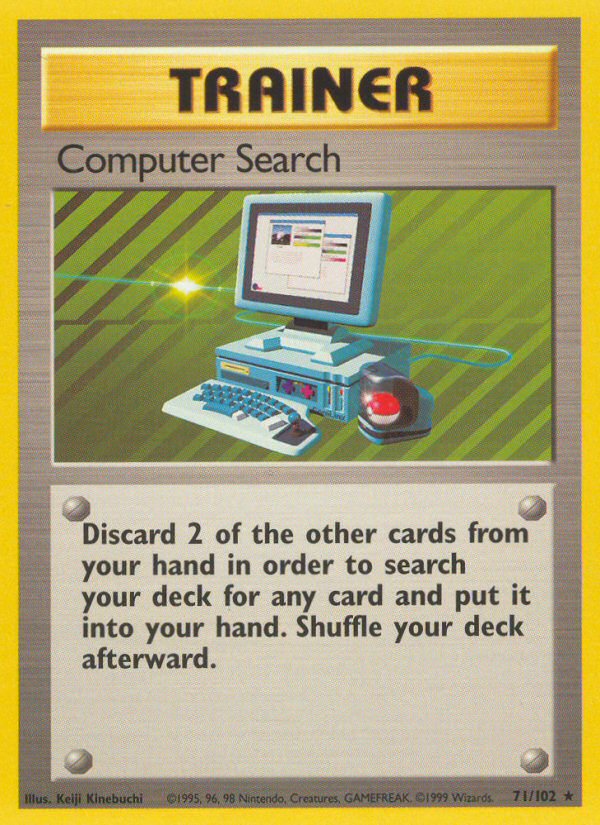 TRAINER
Computer Search
Discard 2 of the other cards from
your hand in order to search
your deck for any card and put it
into your hand. Shuffle your deck
afterward.
Illus. Keiji Kinebuchi ©1995, 96, 98 Nintendo, Creatures, GAMEFREAK. ©1999 Wizards. 71/102 ★